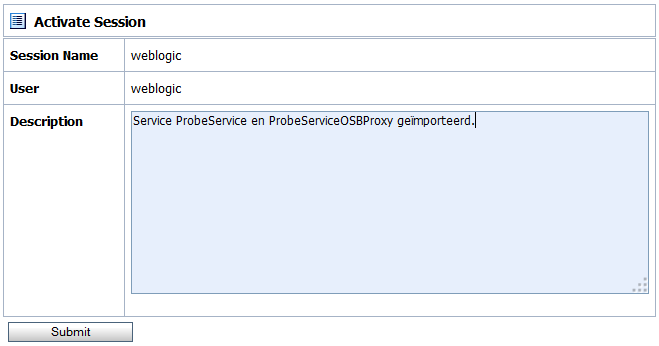 Activate Session
Session Name weblogic
User weblogic
Description Service ProbeService en ProbeServiceOSBProxy geïmporteerd.
Submit